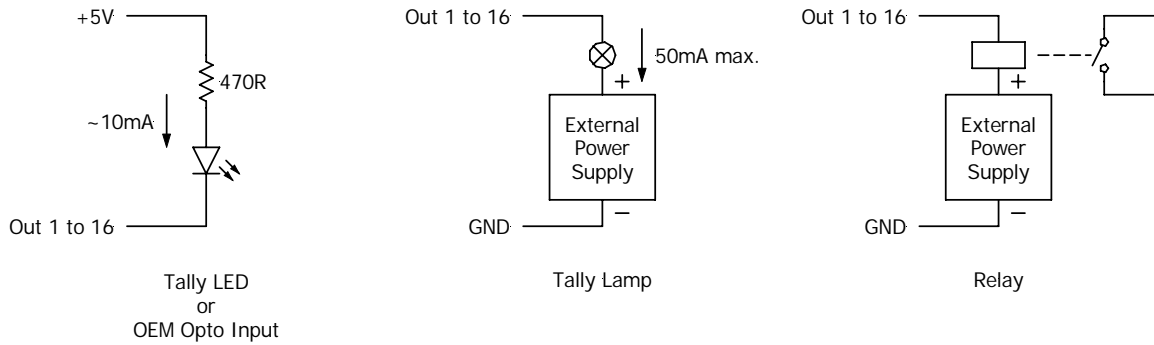 +5V
470R
~10mA
Out 1 to 16
Tally LED
or
OEM Opto Input
Out 1 to 16
50mA max.
+
External
Power
Supply
−
GND
Tally Lamp
Out 1 to 16
+
External
Power
Supply
−
GND
Relay